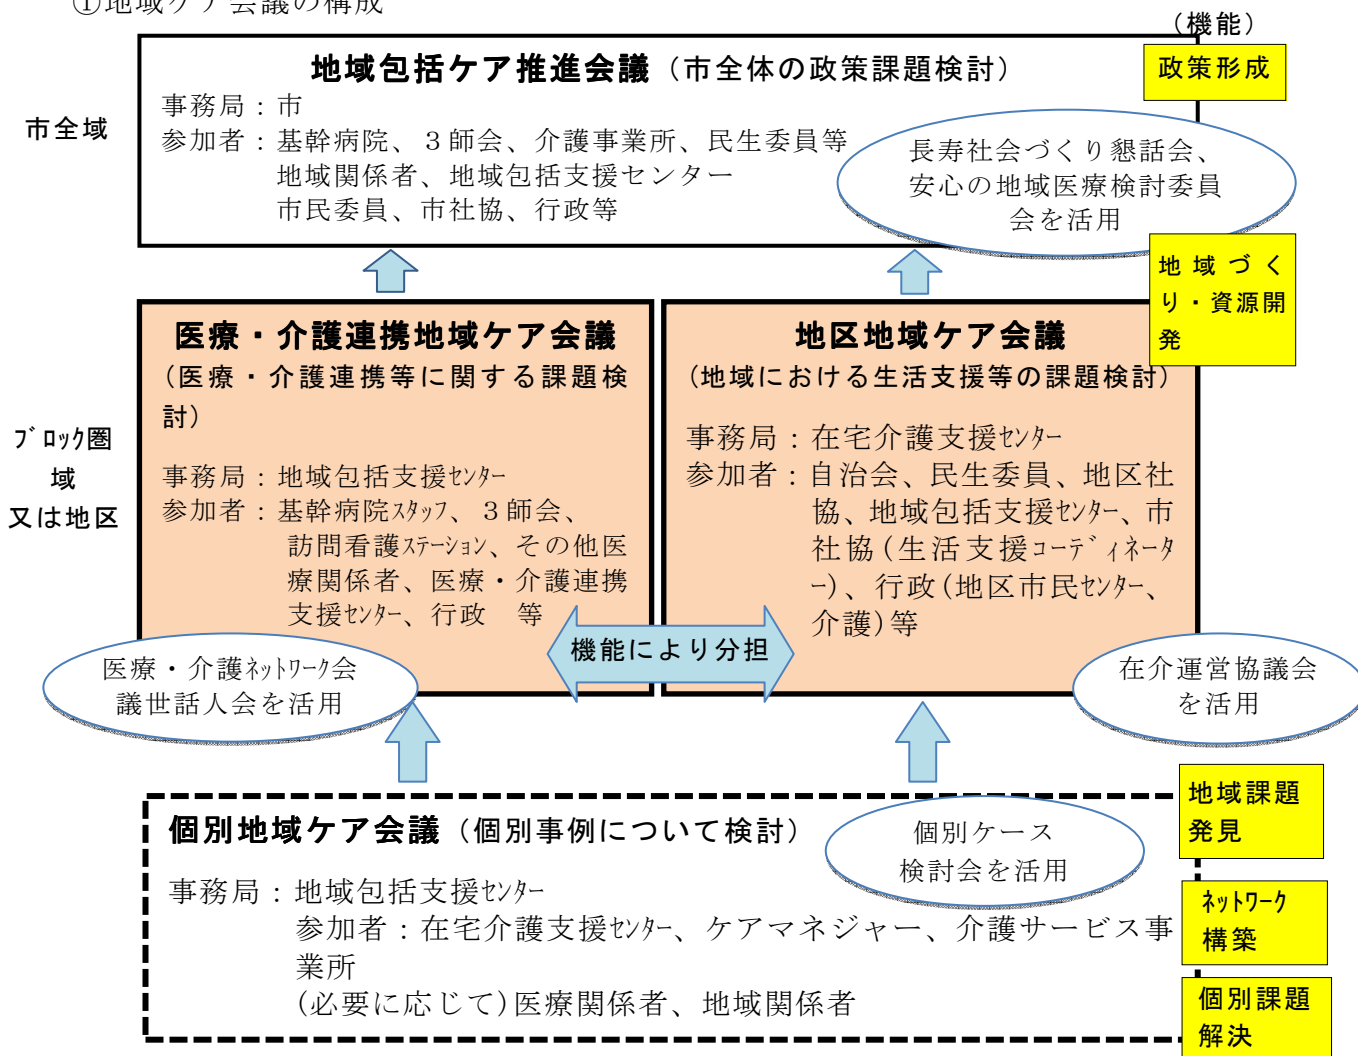 ①地域ケア会議の構成
（機能）
地域包括ケア推進会議（市全体の政策課題検討）
政策形成
市全域
事務局：市
参加者：基幹病院、３師会、介護事業所、民生委員等
地域関係者、地域包括支援センター
市民委員、市社協、行政等
長寿社会づくり懇話会、
安心の地域医療検討委員
会を活用
地域づく
り・資源開
発
医療・介護連携地域ケア会議
（医療・介護連携等に関する課題検
討）
事務局：地域包括支援ｾﾝﾀｰ
参加者：基幹病院ｽﾀｯﾌ、３師会、
訪問看護ｽﾃｰｼｮﾝ、その他医
療関係者、医療・介護連携
支援ｾﾝﾀｰ、行政　等
地区地域ケア会議
（地域における生活支援等の課題検討）
事務局：在宅介護支援ｾﾝﾀｰ
参加者：自治会、民生委員、地区社
協、地域包括支援ｾﾝﾀｰ、市
社協(生活支援ｺｰﾃﾞｨﾈｰﾀ
ｰ)、行政(地区市民ｾﾝﾀｰ、
介護)等
ﾌﾞﾛｯｸ圏
域
又は地区
機能により分担
医療・介護ﾈｯﾄﾜｰｸ会
議世話人会を活用
在介運営協議会
を活用
個別地域ケア会議（個別事例について検討）
個別ケース
検討会を活用
事務局：地域包括支援ｾﾝﾀｰ
参加者：在宅介護支援ｾﾝﾀｰ、ケアマネジャー、介護サービス事
業所
(必要に応じて)医療関係者、地域関係者
地域課題
発見
ﾈｯﾄﾜｰｸ
構築
個別課題
解決